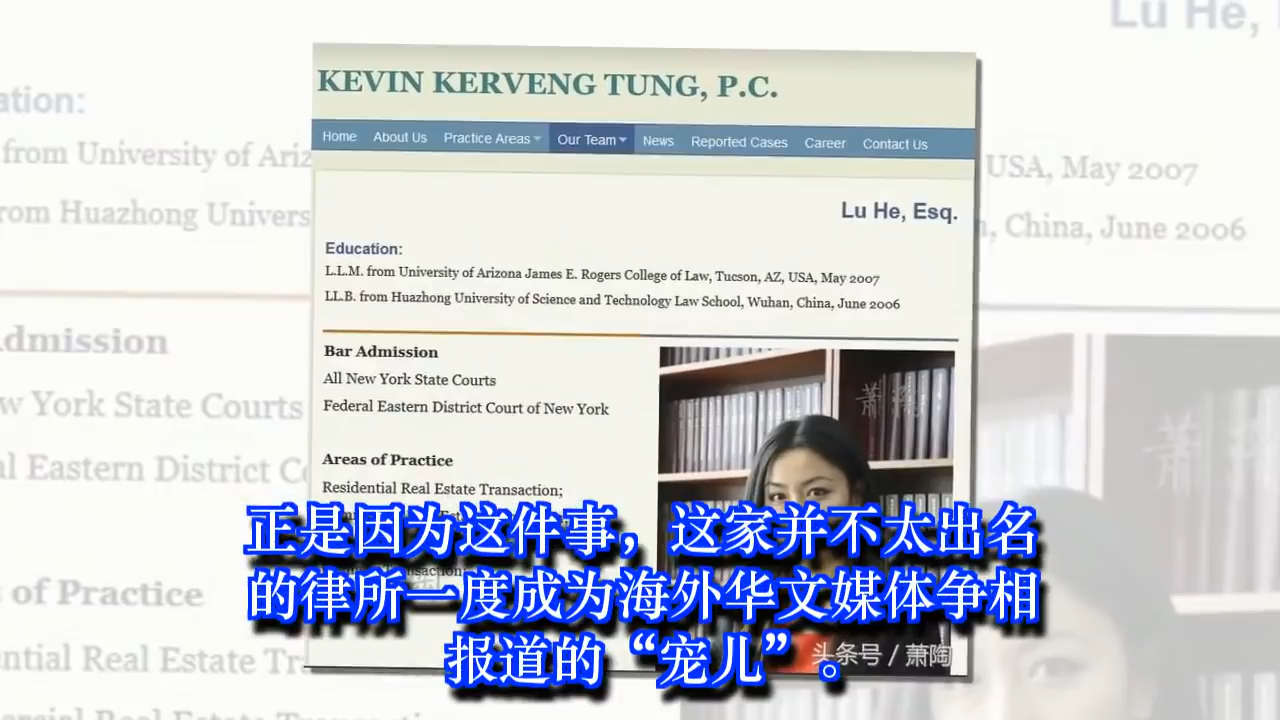 Lu He,
KEVIN KERVENG TUNG, P.C.
Home About Us Practice Areas Our Team News Reported Cases Career Contact Us
Lu He, Esq.
Education:
L.L.M. from University of Arizona James E. Rogers College of Law, Tucson, AZ, USA, May 2007
LL.B. from Huazhong University of Science and Technology Law School, Wuhan, China, June 2006
Bar Admission
All New York State Courts
Federal Eastern District Court of New York
Areas of Practice
Residential Real Estate Transaction;
正是因为这件事，这家并不太出名
的律所一度成为海外华文媒体争相
报道的“宠儿”。
头条号 / 萧陶